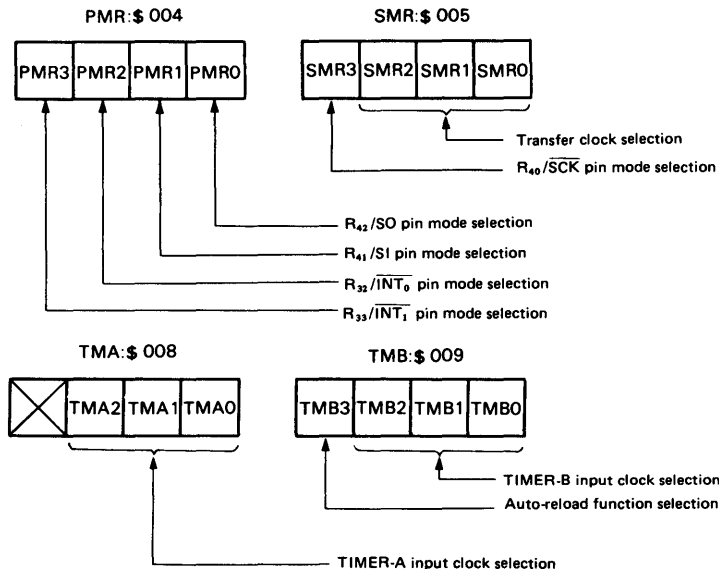 PMR:$ 004
SMR:$ 005
PMR3 PMR2 PMR1 PMR0
SMR3 SMR2 SMR1 SMR0
Transfer clock selection
R₄₀/S̅C̅K̅ pin mode selection
R₄₂/SO pin mode selection
R₄₁/SI pin mode selection
R₃₂/I̅N̅T̅₀̅ pin mode selection
R₃₃/I̅N̅T̅₁̅ pin mode selection
TMA:$ 008
TMB:$ 009
TMA2 TMA1 TMA0
TMB3 TMB2 TMB1 TMB0
TIMER-B input clock selection
Auto-reload function selection
TIMER-A input clock selection